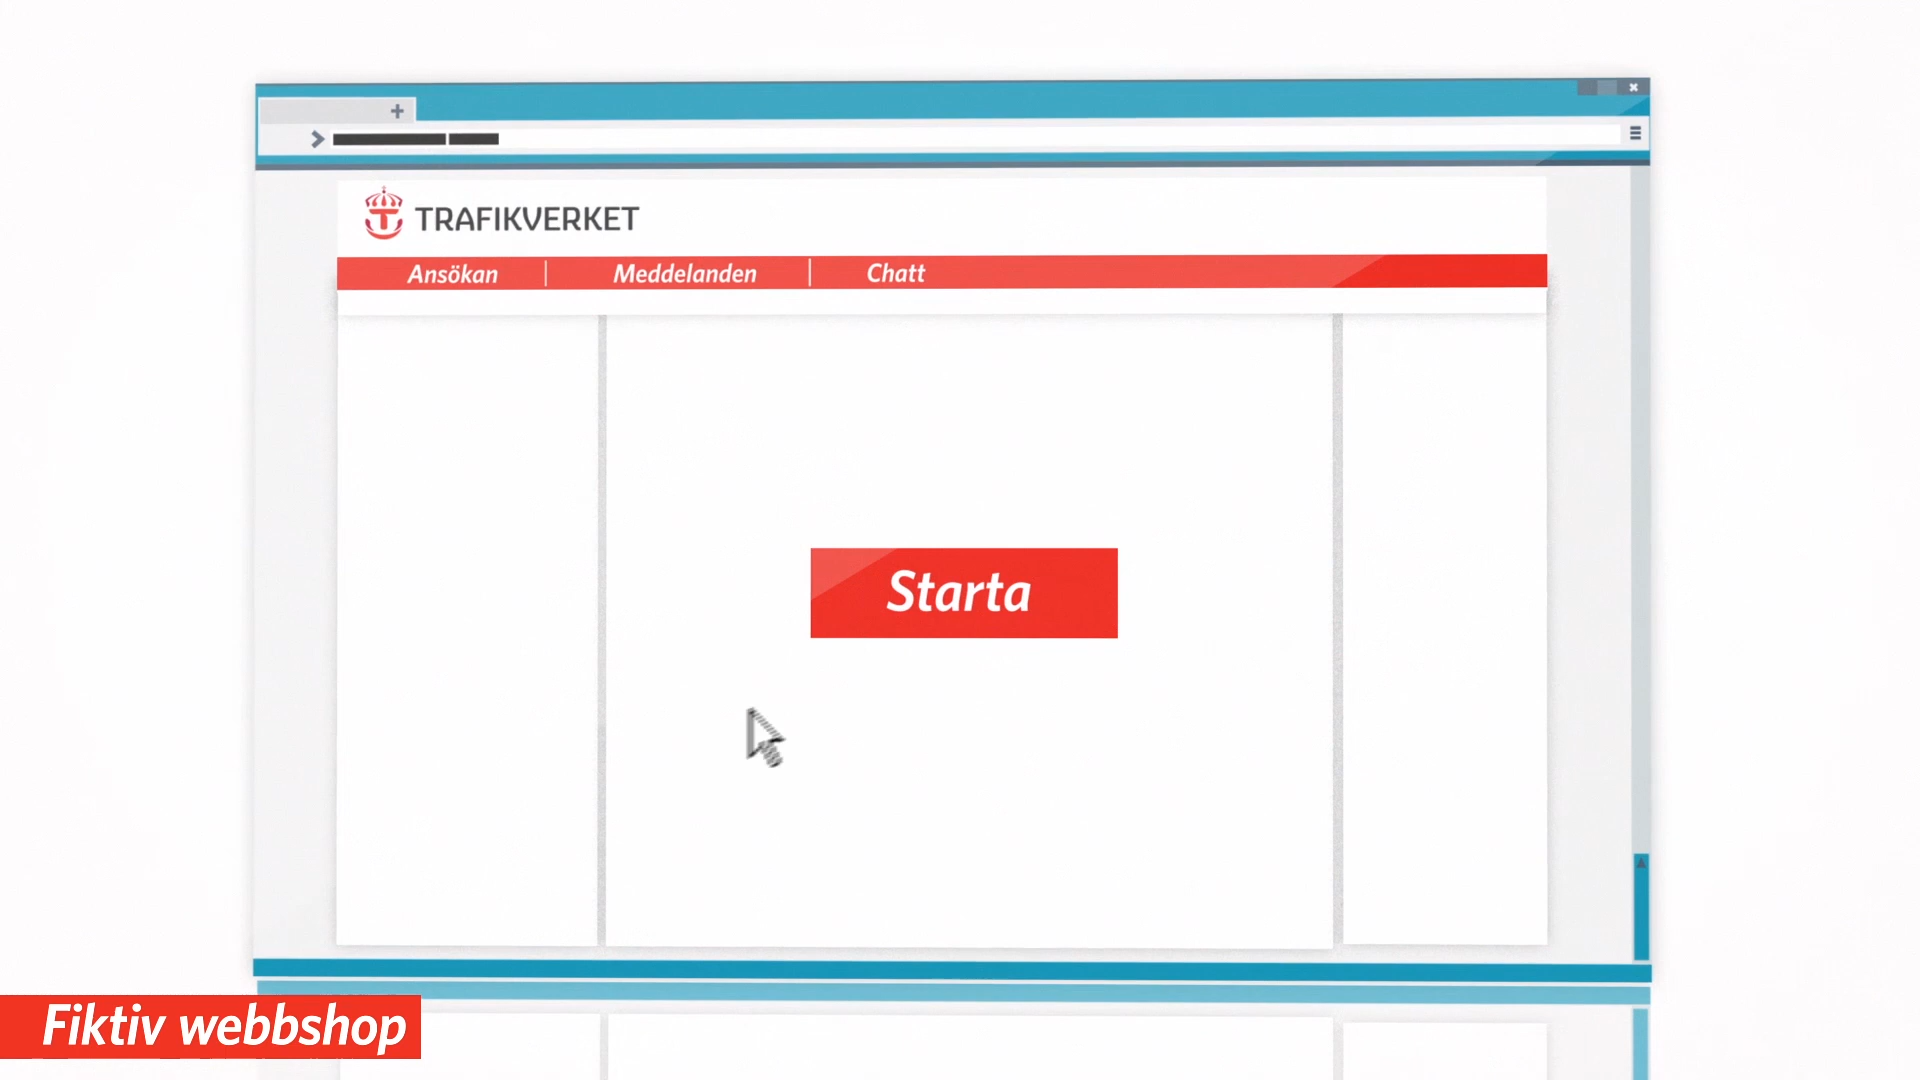 TRAFIKVERKET
Ansökan
Meddelanden
Chatt
Starta
Fiktiv webbshop